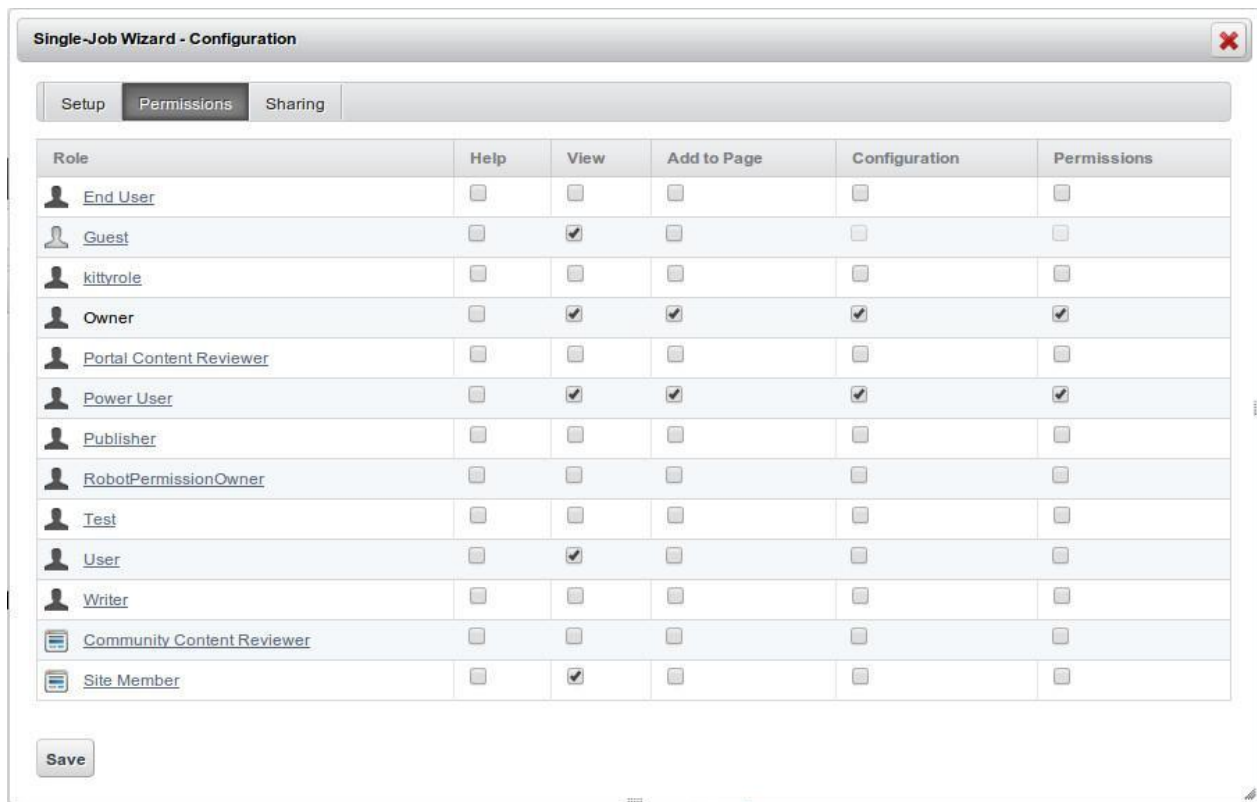 Single-Job Wizard - Configuration
Setup Permissions Sharing
Role Help View Add to Page Configuration Permissions
End User
Guest
kittyrole
Owner
Portal Content Reviewer
Power User
Publisher
RobotPermissionOwner
Test
User
Writer
Community Content Reviewer
Site Member
Save